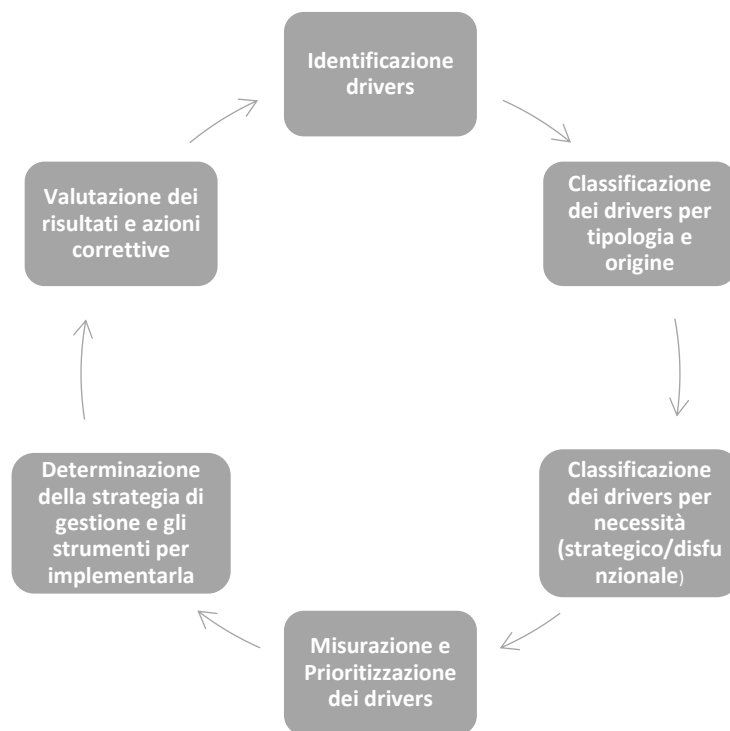 Identificazione
drivers
Classificazione
dei drivers per
tipologia e
origine
Classificazione
dei drivers per
necessità
(strategico/disfu
nzionale)
Misurazione e
Prioritizzazione
dei drivers
Determinazione
della strategia di
gestione e gli
strumenti per
implementarla
Valutazione dei
risultati e azioni
correttive